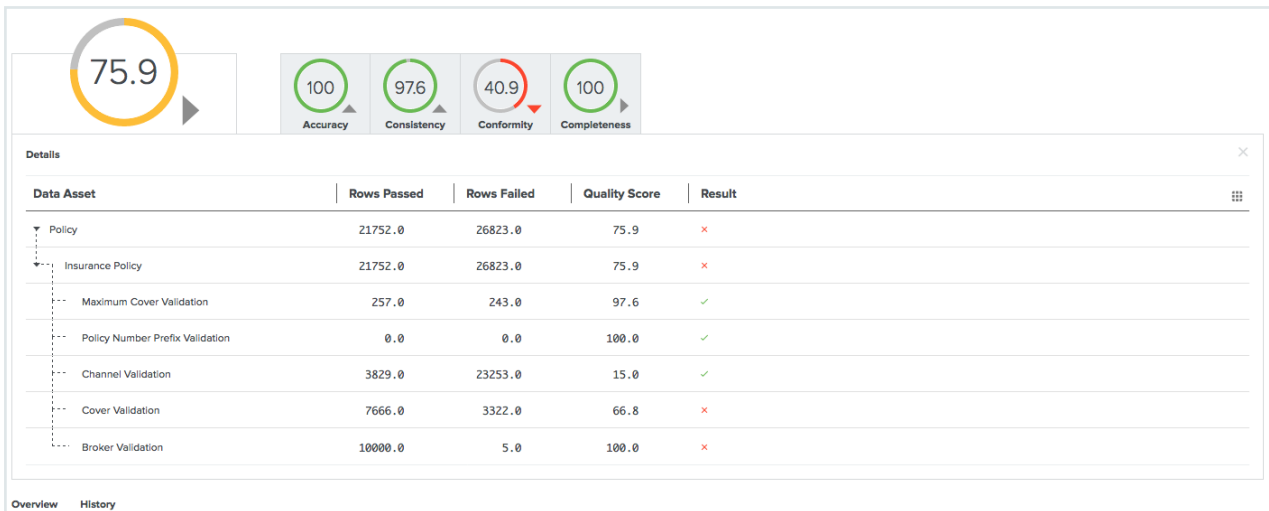 75.9
100 97.6 40.9 100
Accuracy Consistency Conformity Completeness
Details
Data Asset Rows Passed Rows Failed Quality Score Result
Policy 21752.0 26823.0 75.9
Insurance Policy 21752.0 26823.0 75.9
Maximum Cover Validation 257.0 243.0 97.6
Policy Number Prefix Validation 0.0 0.0 100.0
Channel Validation 3829.0 23253.0 15.0
Cover Validation 7666.0 3322.0 66.8
Broker Validation 10000.0 5.0 100.0
Overview History